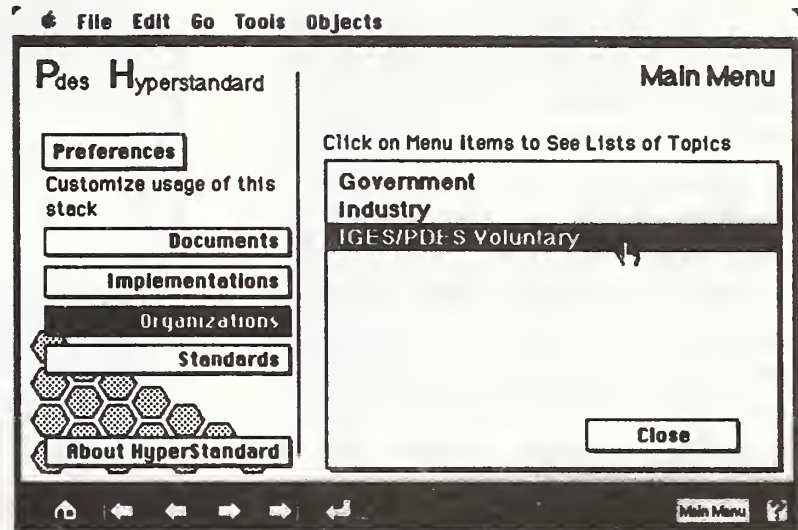 File Edit Go Tools Objects
Pdes Hyperstandard
Main Menu
Preferences
Customize usage of this
stack
Documents
Implementations
Organizations
Standards
About HyperStandard
Click on Menu items to See Lists of Topics
Government
Industry
IGES/PDES Voluntary
Close
Main Menu
?